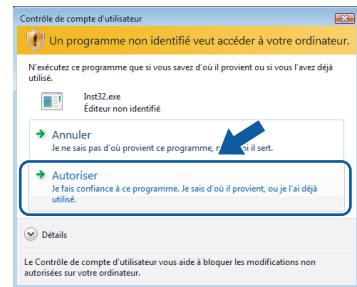 Contrôle de compte d'utilisateur
Un programme non identifié veut accéder à votre ordinateur.
N'exécutez ce programme que si vous savez d'où il provient ou si vous l'avez déjà
utilisé.
Inst32.exe
Éditeur non identifié
Annuler
Je ne sais pas d'où provient ce programme, il sert.
Autoriser
Je fais confiance à ce programme. Je sais d'où il provient, ou je l'ai déjà
utilisé.
Détails
Le Contrôle de compte d'utilisateur vous aide à bloquer les modifications non
autorisées sur votre ordinateur.